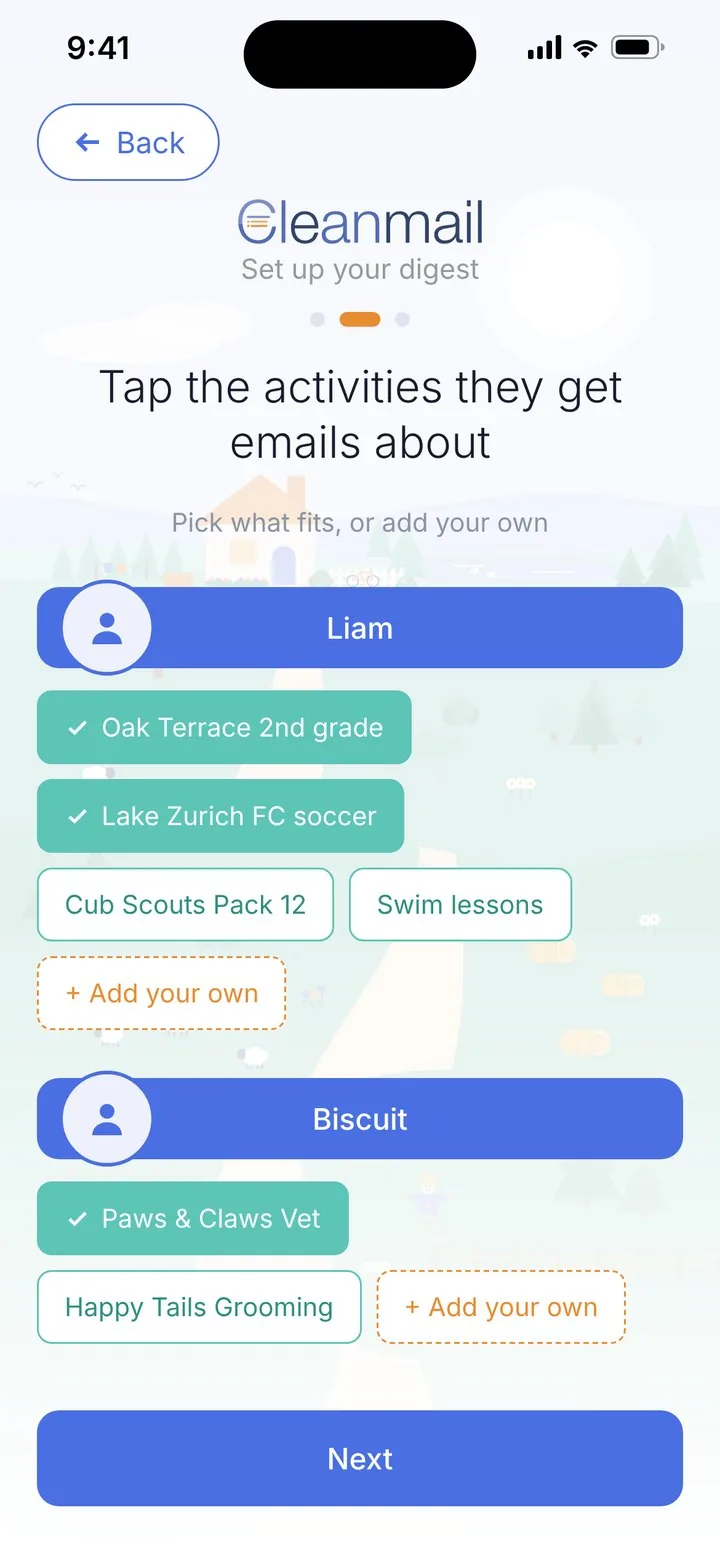 9:41
← Back
Cleanmail
Set up your digest
Tap the activities they get
emails about
Pick what fits, or add your own
Liam
✓ Oak Terrace 2nd grade
✓ Lake Zurich FC soccer
Cub Scouts Pack 12 Swim lessons
+ Add your own
Biscuit
✓ Paws & Claws Vet
Happy Tails Grooming + Add your own
Next